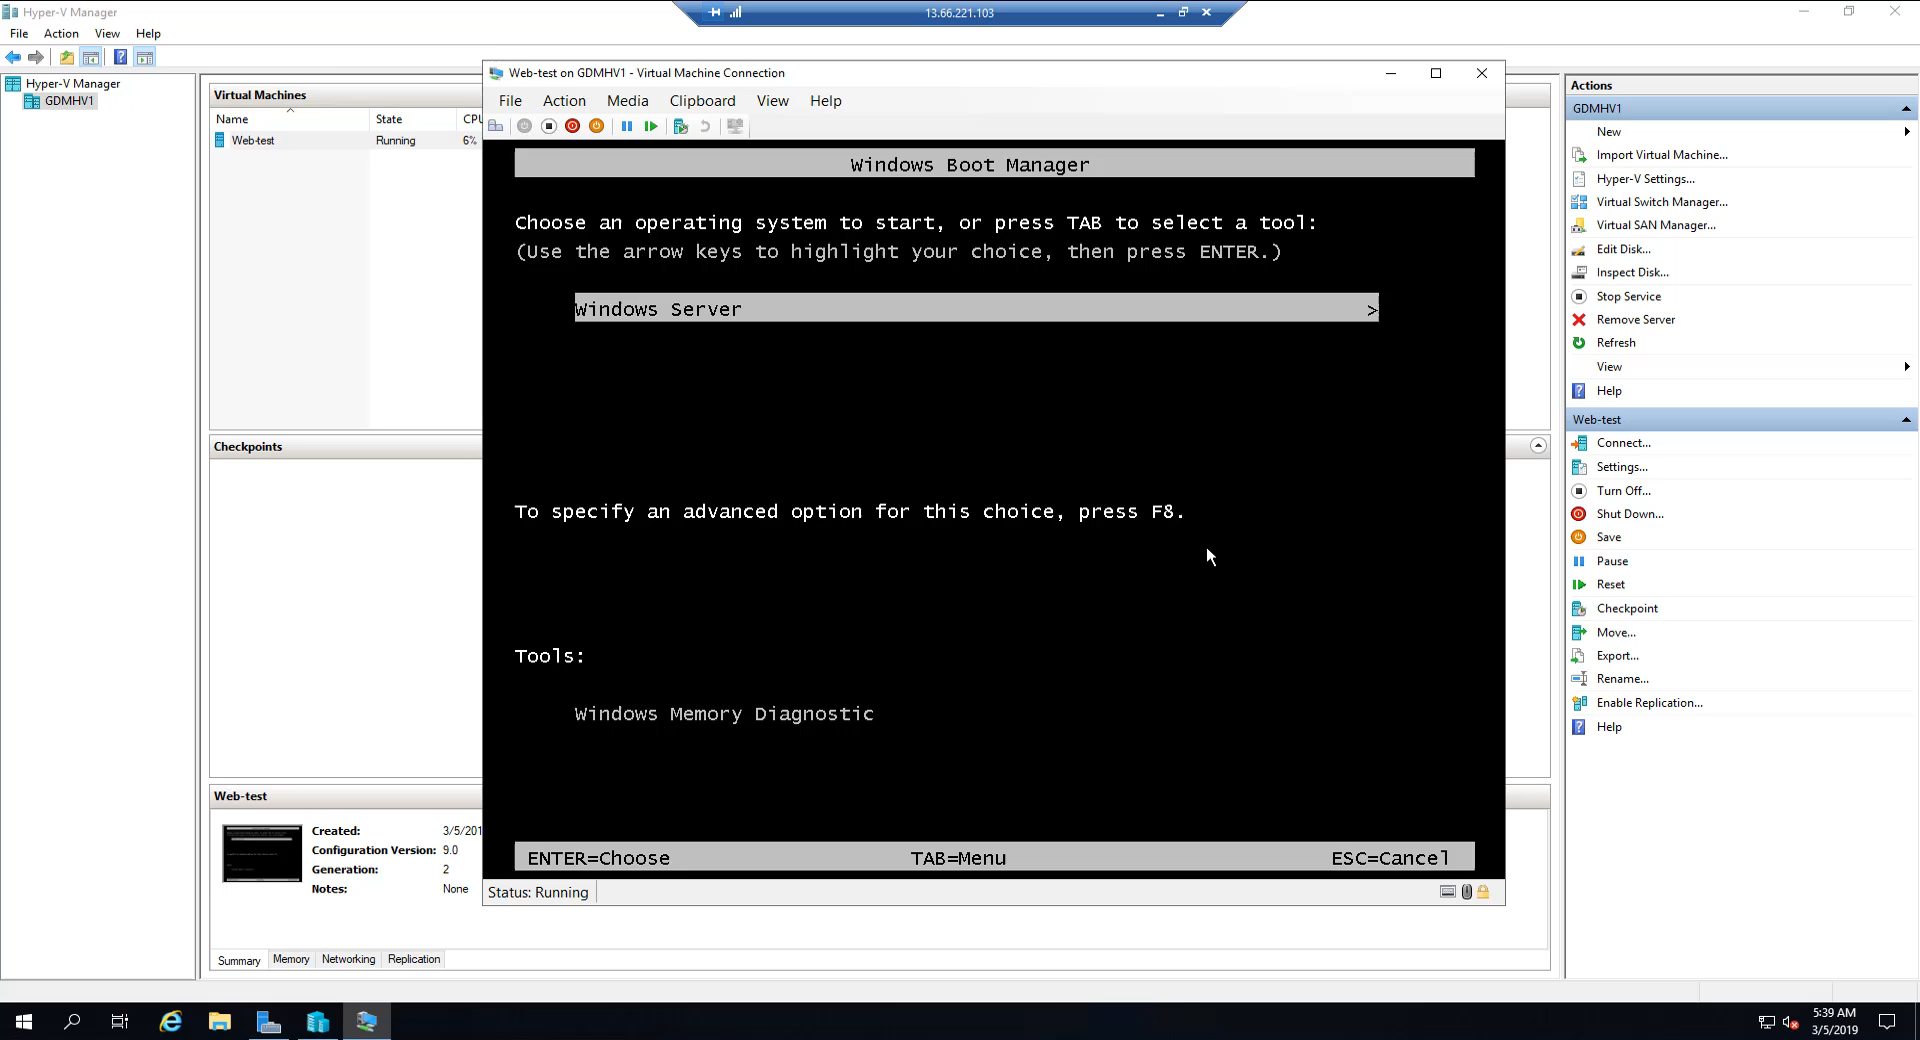 Hyper-V Manager
13.66.221.103
File Action View Help
Hyper-V Manager
GDMHV1
Virtual Machines
Name State CPU
Web-test Running 6%
Checkpoints
Web-test
Created: 3/5/201
Configuration Version: 9.0
Generation: 2
Notes: None
Summary Memory Networking Replication
Web-test on GDMHV1 - Virtual Machine Connection
File Action Media Clipboard View Help
Windows Boot Manager
Choose an operating system to start, or press TAB to select a tool:
(Use the arrow keys to highlight your choice, then press ENTER.)
Windows Server >
To specify an advanced option for this choice, press F8.
Tools:
Windows Memory Diagnostic
ENTER=Choose TAB=Menu ESC=Cancel
Status: Running
Actions
GDMHV1
New
Import Virtual Machine...
Hyper-V Settings...
Virtual Switch Manager...
Virtual SAN Manager...
Edit Disk...
Inspect Disk...
Stop Service
Remove Server
Refresh
View
Help
Web-test
Connect...
Settings...
Turn Off...
Shut Down...
Save
Pause
Reset
Checkpoint
Move...
Export...
Rename...
Enable Replication...
Help
5:39 AM
3/5/2019